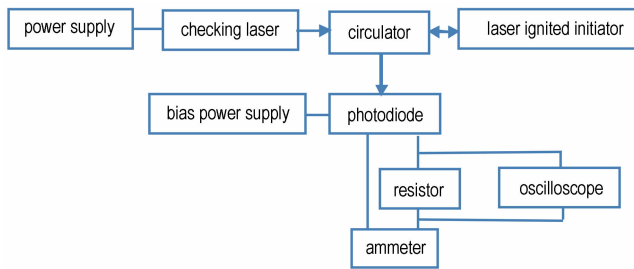 power supply
checking laser
circulator
laser ignited initiator
bias power supply
photodiode
resistor
oscilloscope
ammeter